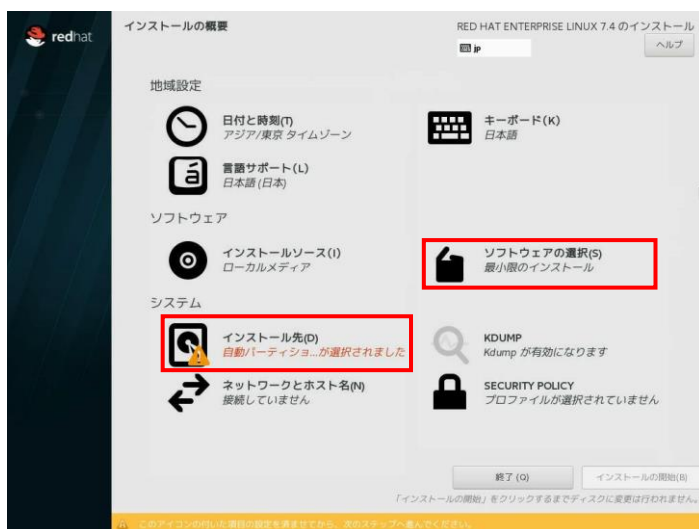 redhat
インストールの概要
RED HAT ENTERPRISE LINUX 7.4 のインストール
jp
ヘルプ
地域設定
日付と時刻(T)
アジア/東京 タイムゾーン
キーボード(K)
日本語
言語サポート(L)
日本語 (日本)
ソフトウェア
インストールソース(I)
ローカルメディア
ソフトウェアの選択(S)
最小限のインストール
システム
インストール先(D)
自動パーティショ...が選択されました
KDUMP
Kdump が有効になります
ネットワークとホスト名(N)
接続していません
SECURITY POLICY
プロファイルが選択されていません
終了 (Q)
インストールの開始(B)
「インストールの開始」をクリックするまでディスクに変更は行われません。
このアイコンの付いた項目の設定を済ませてから、次のステップへ進んでください。